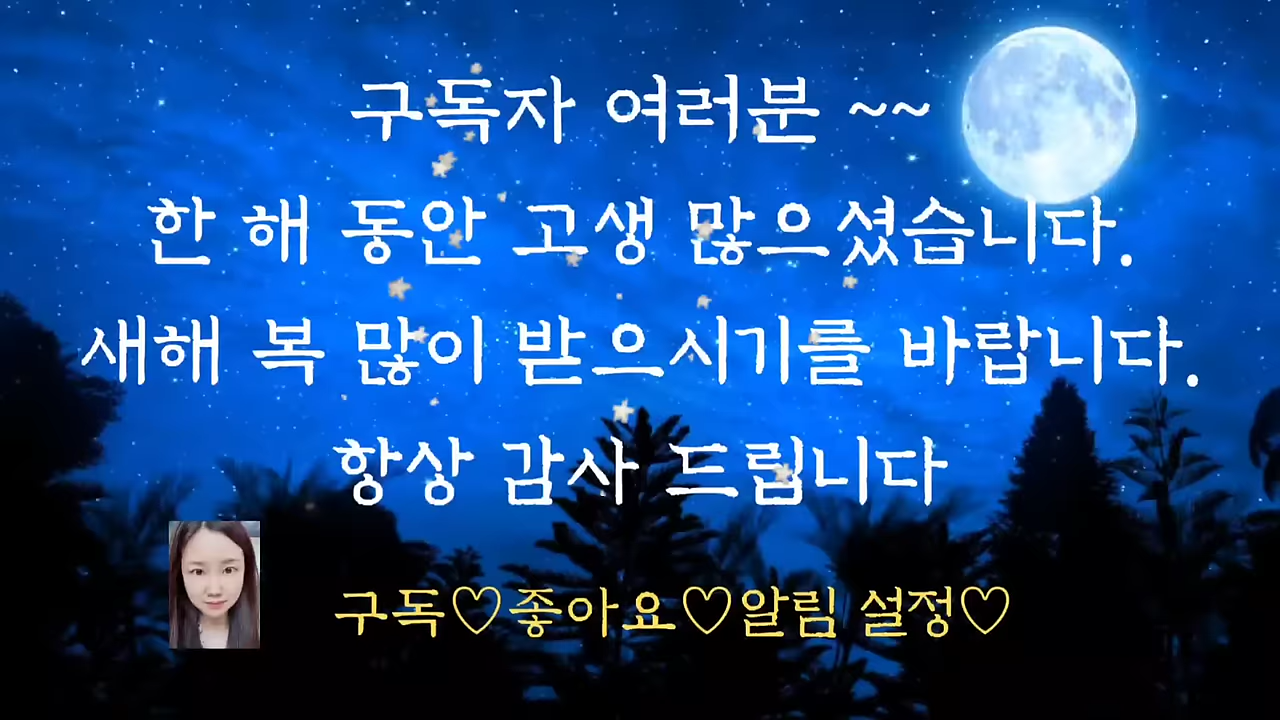 구독자 여러분 ~~
한 해 동안 고생 많으셨습니다.
새해 복 많이 받으시기를 바랍니다.
항상 감사 드립니다
구독♡좋아요♡알림 설정♡